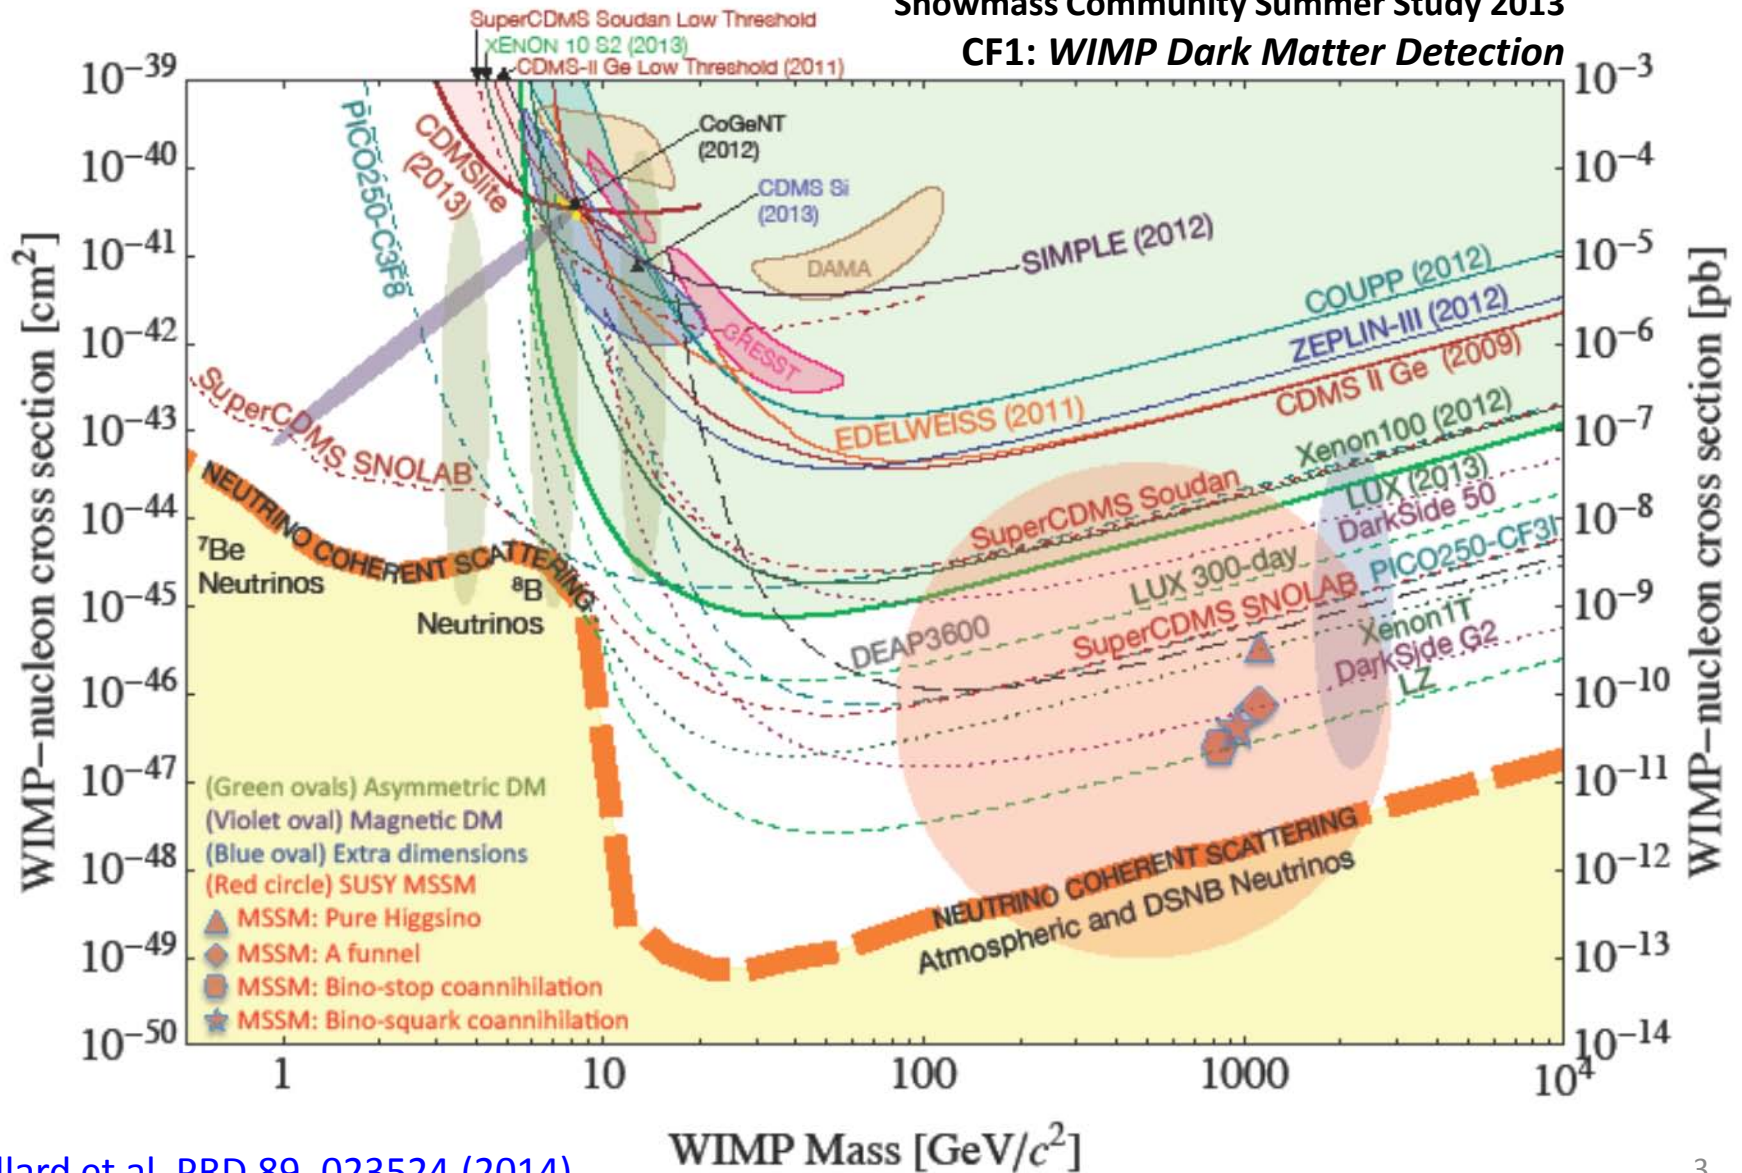 Snowmass Community Summer Study 2013
CF1: WIMP Dark Matter Detection
SuperCDMS Soudan Low Threshold
XENON 10 S2 (2013)
CDMS-II Ge Low Threshold (2011)
10−39
10−40
10−41
10−42
10−43
10−44
10−45
10−46
10−47
10−48
10−49
10−50
WIMP−nucleon cross section [cm2]
10−3
10−4
10−5
10−6
10−7
10−8
10−9
10−10
10−11
10−12
10−13
10−14
WIMP−nucleon cross section [pb]
PICO250-C3F8
CDMSlite
(2013)
CoGeNT
(2012)
CDMS Si
(2013)
DAMA
SIMPLE (2012)
CRESST
COUPP (2012)
ZEPLIN-III (2012)
CDMS II Ge (2009)
EDELWEISS (2011)
Xenon100 (2012)
SuperCDMS SNOLAB
SuperCDMS Soudan
LUX (2013)
DarkSide 50
PICO250-CF3I
LUX 300-day
SuperCDMS SNOLAB
DEAP3600
Xenon1T
DarkSide G2
LZ
NEUTRINO COHERENT SCATTERING
7Be
Neutrinos
8B
Neutrinos
NEUTRINO COHERENT SCATTERING
Atmospheric and DSNB Neutrinos
(Green ovals) Asymmetric DM
(Violet oval) Magnetic DM
(Blue oval) Extra dimensions
(Red circle) SUSY MSSM
MSSM: Pure Higgsino
MSSM: A funnel
MSSM: Bino-stop coannihilation
MSSM: Bino-squark coannihilation
1
10
100
1000
104
WIMP Mass [GeV/c2]
llard et al, PRD 89, 023524 (2014)
3